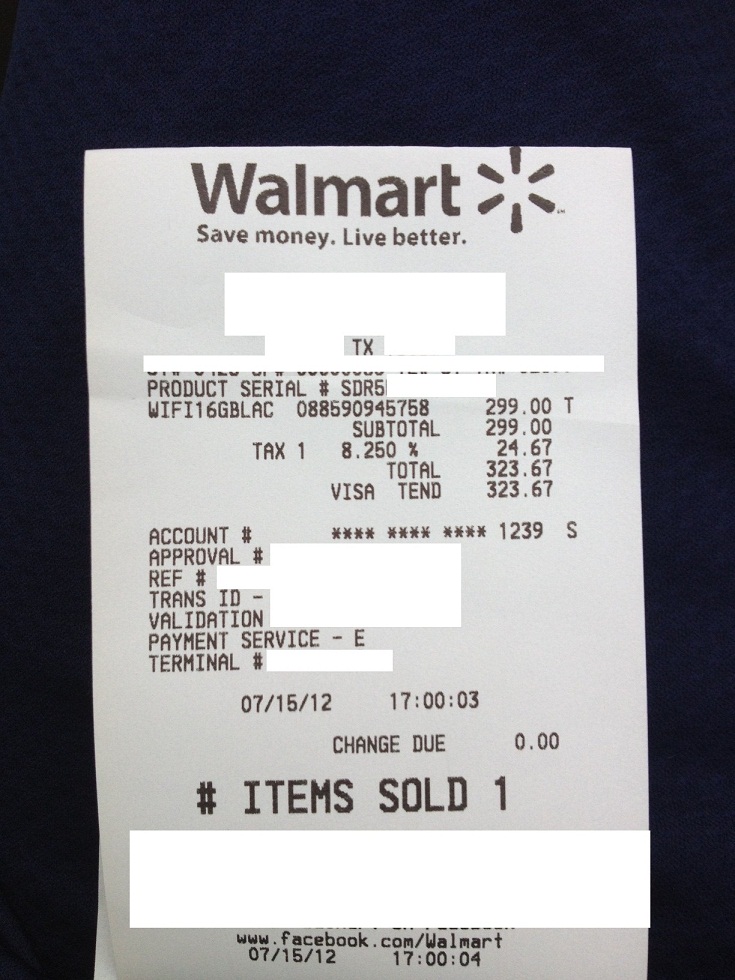 Walmart
Save money. Live better.
TX
PRODUCT SERIAL # SDR5
WIFI16GBLAC 088590945758 299.00 T
SUBTOTAL 299.00
TAX 1 8.250 % 24.67
TOTAL 323.67
VISA TEND 323.67
ACCOUNT # **** **** **** 1239 S
APPROVAL #
REF #
TRANS ID -
VALIDATION
PAYMENT SERVICE - E
TERMINAL #
07/15/12 17:00:03
CHANGE DUE 0.00
# ITEMS SOLD 1
www.facebook.com/Walmart
07/15/12 17:00:04